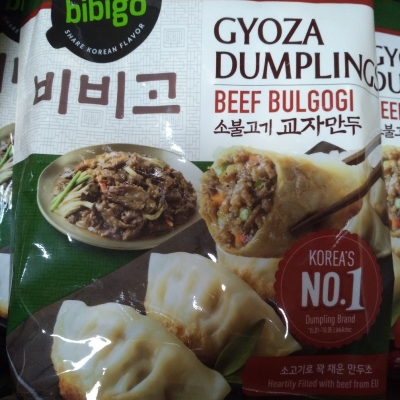 bibigo
SHARE KOREAN FLAVOR
비비고
GYOZA
DUMPLING
BEEF BULGOGI
소불고기 교자만두
KOREA'S
NO.1
Dumpling Brand
소고기로 꽉 채운 만두소
Heartily Filled with beef from EU